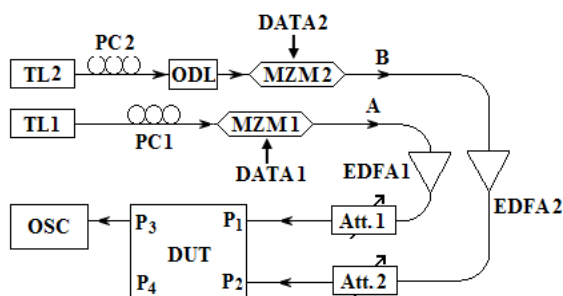 DATA2
PC2
B
TL2
ODL
MZM2
A
TL1
MZM1
PC1
EDFA1
DATA1
EDFA2
P3
P1
Att.1
OSC
DUT
P4
P2
Att.2